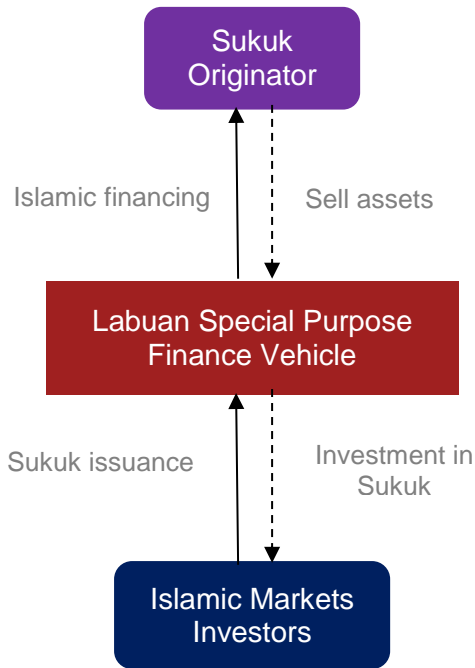 Sukuk
Originator
Islamic financing
Sell assets
Labuan Special Purpose
Finance Vehicle
Sukuk issuance
Investment in
Sukuk
Islamic Markets
Investors